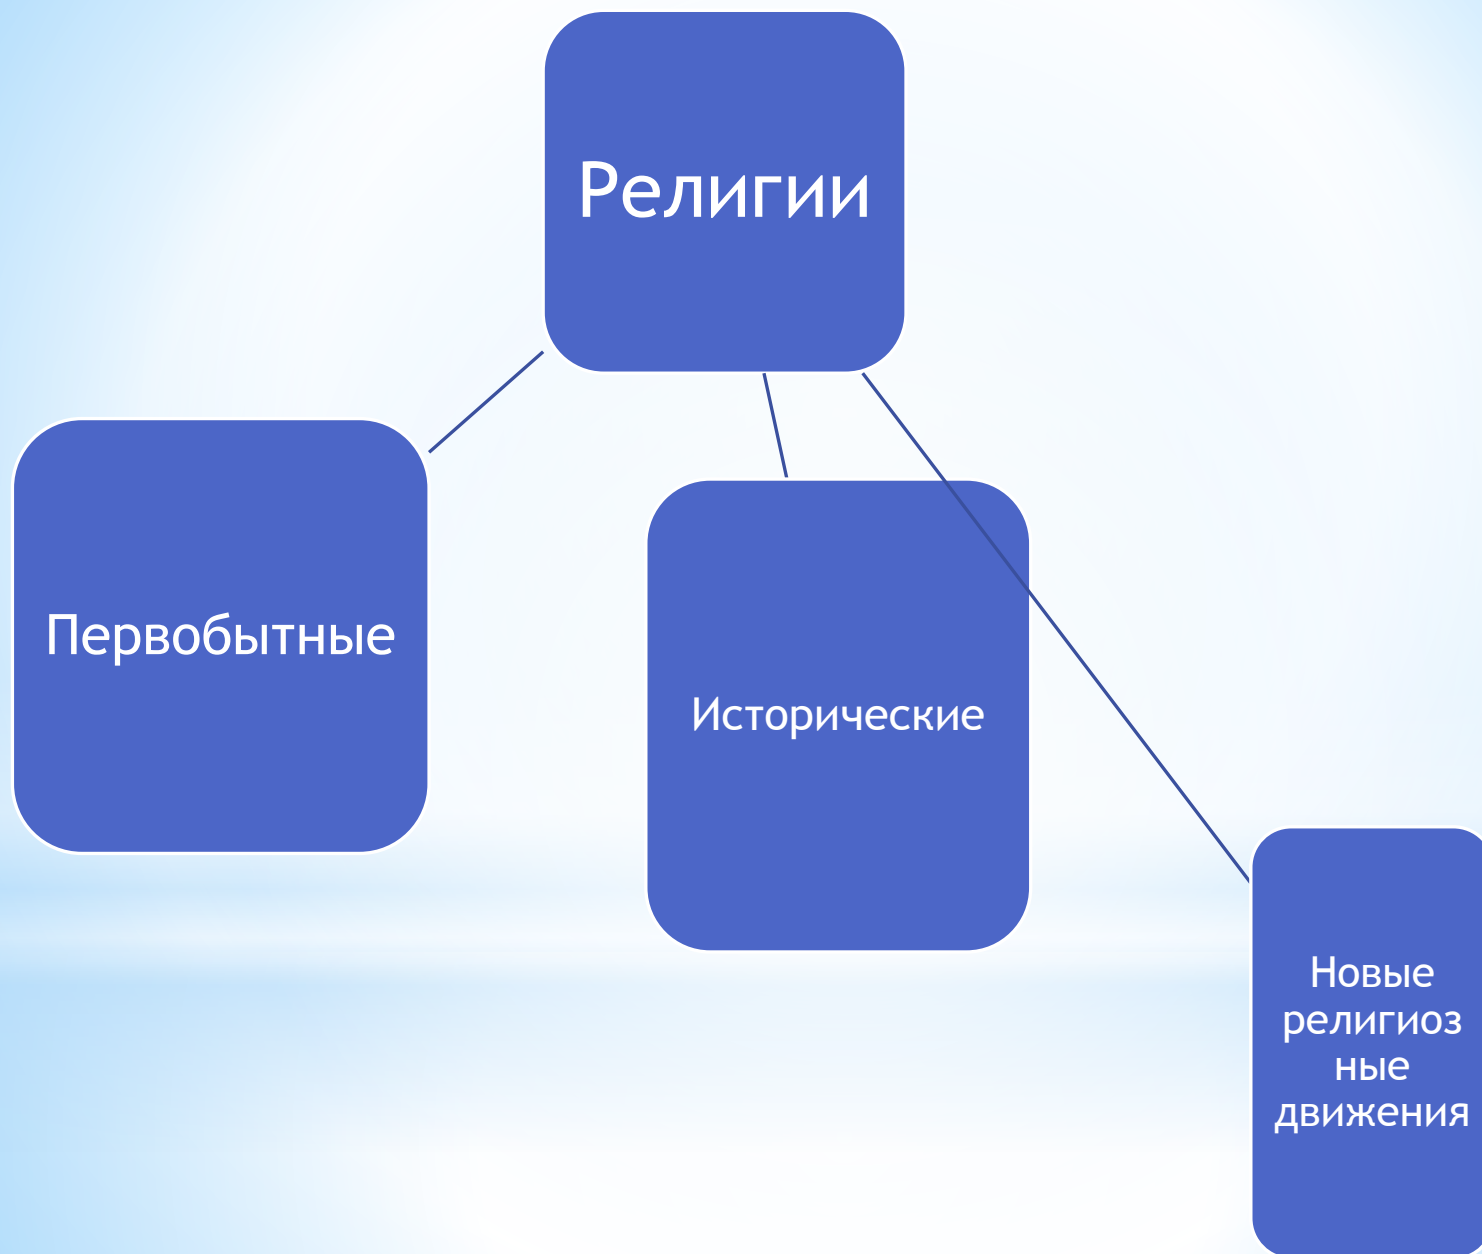 Религии
Первобытные
Исторические
Новые
религиоз
ные
движения